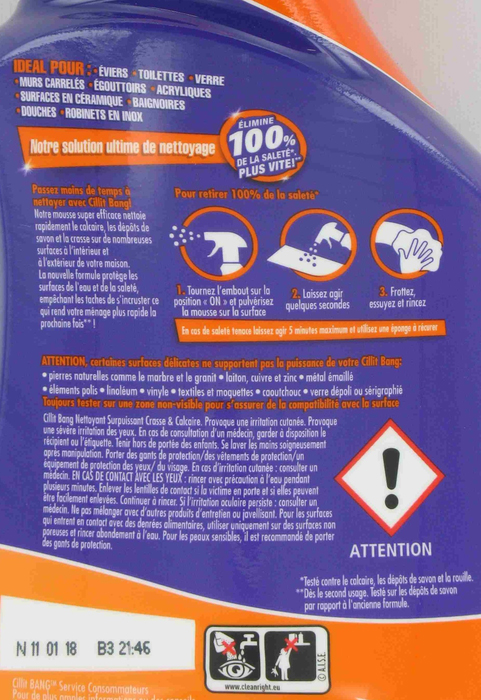 IDEAL POUR : • ÉVIERS • TOILETTES • VERRE
• MURS CARRELÉS • ÉGOUTTOIRS • ACRYLIQUES
• SURFACES EN CÉRAMIQUE • BAIGNOIRES
• DOUCHES • ROBINETS EN INOX
Notre solution ultime de nettoyage
ÉLIMINE
100%
DE LA SALETÉ*.
PLUS VITE!**
Passez moins de temps à
nettoyer avec Cillit Bang!
Notre mousse super efficace nettoie
rapidement le calcaire, les dépôts de
savon et la crasse sur de nombreuses
surfaces à l'intérieur et
à l'extérieur de votre maison.
La nouvelle formule protège les
surfaces de l'eau et de la saleté,
empêchant les taches de s'incruster ce
qui rend votre ménage plus rapide la
prochaine fois** !
Pour retirer 100% de la saleté*
1. Tournez l'embout sur la
position « ON » et pulvérisez
la mousse sur la surface
2. Laissez agir
quelques secondes
3. Frottez,
essuyez et rincez
En cas de saleté tenace laissez agir 5 minutes maximum et utilisez une éponge à récurer
ATTENTION, certaines surfaces délicates ne supportent pas la puissance de votre Cillit Bang:
• pierres naturelles comme le marbre et le granit • laiton, cuivre et zinc • métal émaillé
• éléments polis • linoléum • vinyle • textiles et moquettes • caoutchouc • verre dépoli ou sérigraphié
Toujours tester sur une zone non-visible pour s'assurer de la compatibilité avec la surface
Cillit Bang Nettoyant Surpuissant Crasse & Calcaire. Provoque une irritation cutanée. Provoque
une sévère irritation des yeux. En cas de consultation d'un médecin, garder à disposition le
récipient ou l'étiquette. Tenir hors de portée des enfants. Se laver les mains soigneusement
après manipulation. Porter des gants de protection/des vêtements de protection/un
équipement de protection des yeux/ du visage. En cas d'irritation cutanée : consulter un
médecin. EN CAS DE CONTACT AVEC LES YEUX : rincer avec précaution à l'eau pendant
plusieurs minutes. Enlever les lentilles de contact si la victime en porte et si elles peuvent
être facilement enlevées. Continuer à rincer. Si l'irritation oculaire persiste : consulter un
médecin. Ne pas mélanger avec d'autres produits d'entretien ou javellisant. Pour les surfaces
qui entrent en contact avec des denrées alimentaires, utiliser uniquement sur des surfaces non
poreuses et rincer abondement à l'eau. Pour les peaux sensibles, il est recommandé de porter
des gants de protection.
ATTENTION
*Testé contre le calcaire, les dépôts de savon et la rouille.
**Dès le second usage. Testé sur les dépôts de savon
par rapport à l'ancienne formule.
N 11 01 18 B3 21:46
www.cleanright.eu
© A.I.S.E.
Cillit BANG™ Service Consommateurs
Pour de plus amples informations ou des conseils